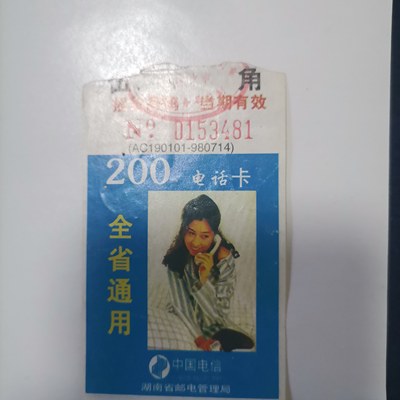 角
当期有效
No 0153481
(AC190101-980714)
200 电话卡
全省通用
中国电信
湖南省邮电管理局